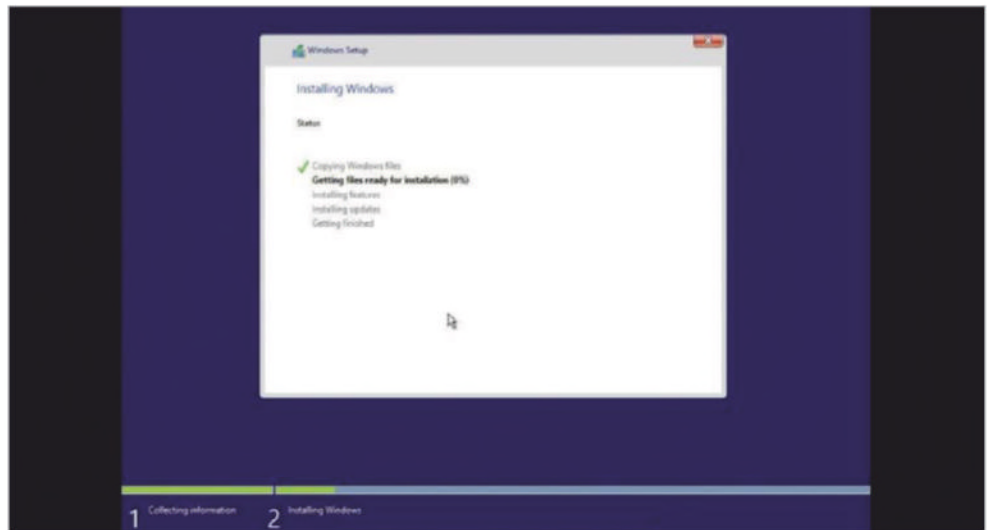 Windows Setup
Installing Windows
Status
Copying Windows files
Getting files ready for installation (0%)
Installing features
Installing updates
Getting finished
1 Collecting information
2 Installing Windows